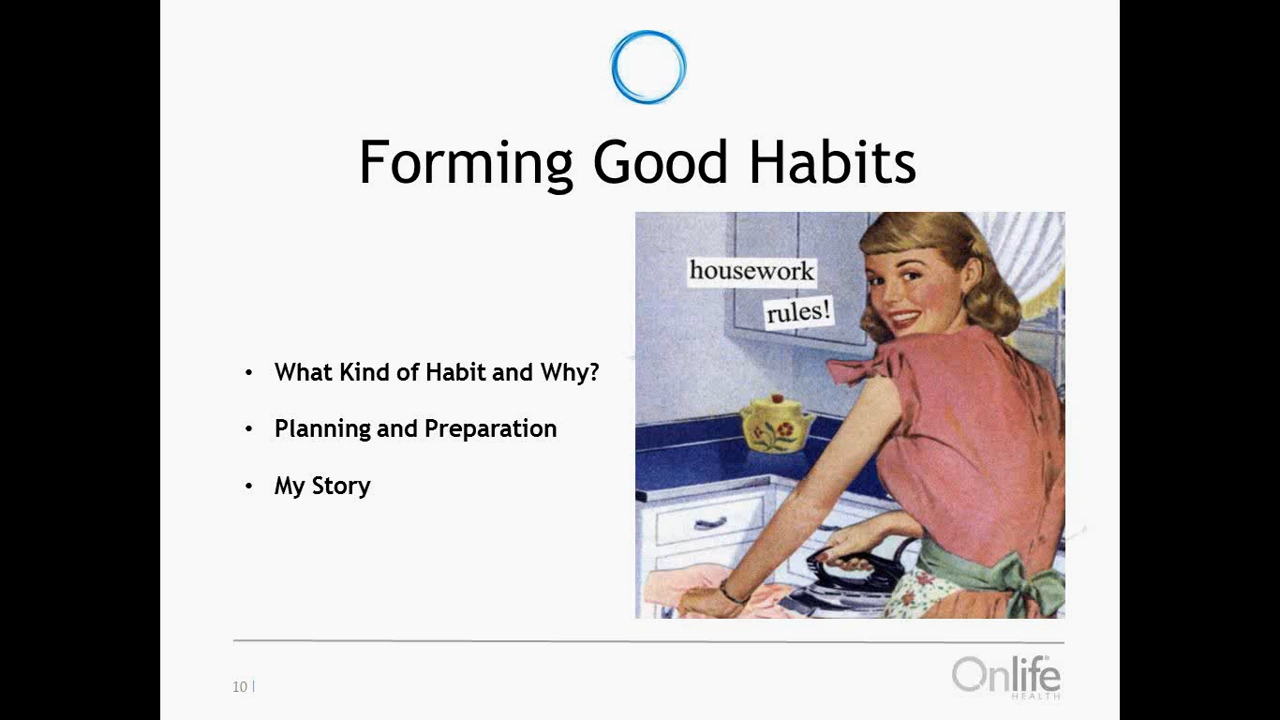 Forming Good Habits
housework
rules!
• What Kind of Habit and Why?
• Planning and Preparation
• My Story
10 |
Onlife
HEALTH